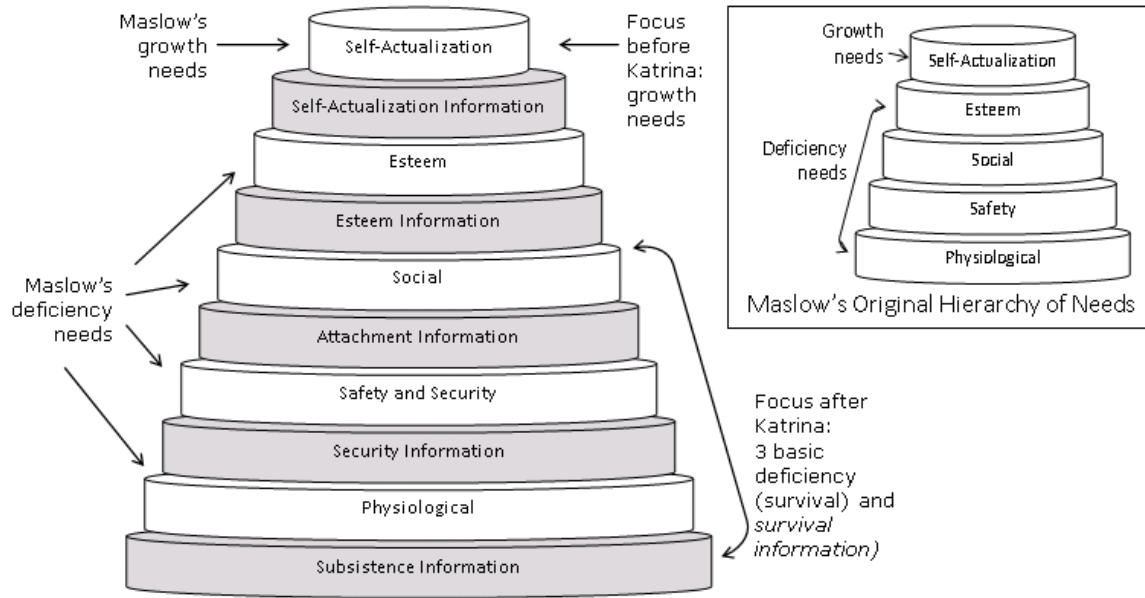 Maslow's
growth
needs
Self-Actualization
Focus
before
Katrina:
growth
needs
Self-Actualization Information
Esteem
Esteem Information
Social
Maslow's
deficiency
needs
Attachment Information
Safety and Security
Security Information
Physiological
Subsistence Information
Focus after
Katrina:
3 basic
deficiency
(survival) and
survival
information)
Growth
needs
Self-Actualization
Esteem
Deficiency
needs
Social
Safety
Physiological
Maslow's Original Hierarchy of Needs